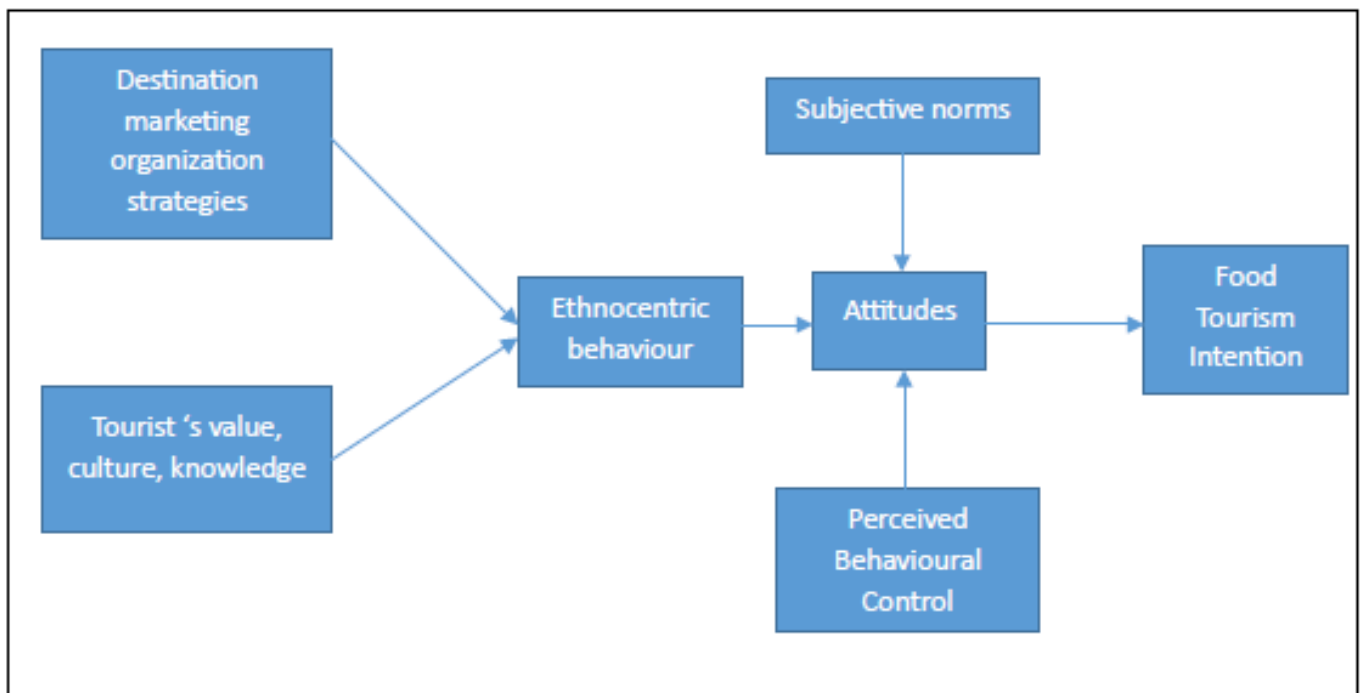 Destination
marketing
organization
strategies
Tourist ‘s value,
culture, knowledge
Ethnocentric
behaviour
Subjective norms
Attitudes
Perceived
Behavioural
Control
Food
Tourism
Intention